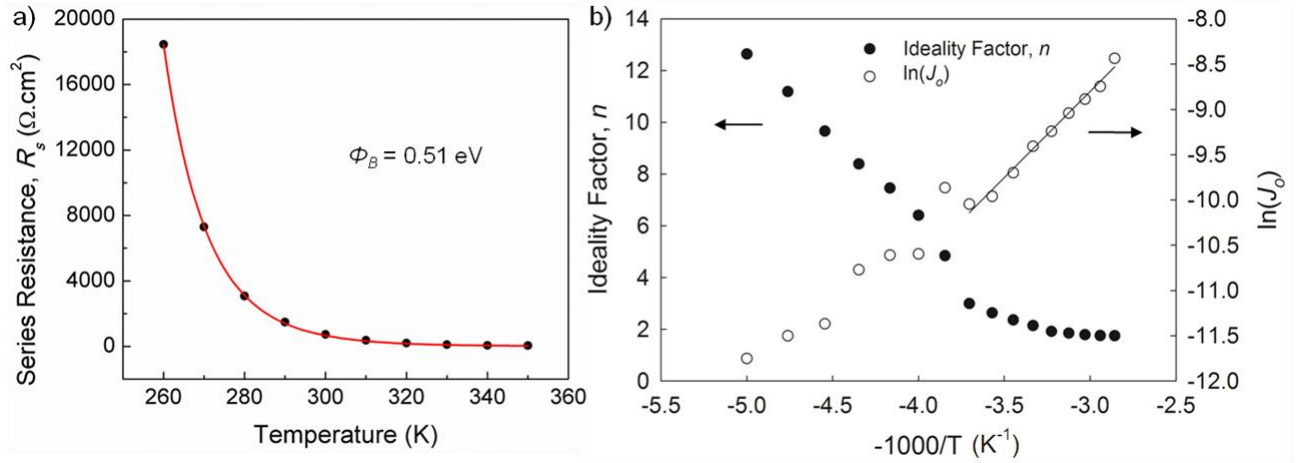 a)
20000
16000
12000
8000
4000
0
Series Resistance, Rₛ (Ω.cm²)
Φ_B = 0.51 eV
260 280 300 320 340 360
Temperature (K)
b)
14
12
10
8
6
4
2
0
Ideality Factor, n
Ideality Factor, n
ln(Jₒ)
-8.0
-8.5
-9.0
-9.5
-10.0
-10.5
-11.0
-11.5
-12.0
ln(Jₒ)
-5.5 -5.0 -4.5 -4.0 -3.5 -3.0 -2.5
-1000/T (K⁻¹)